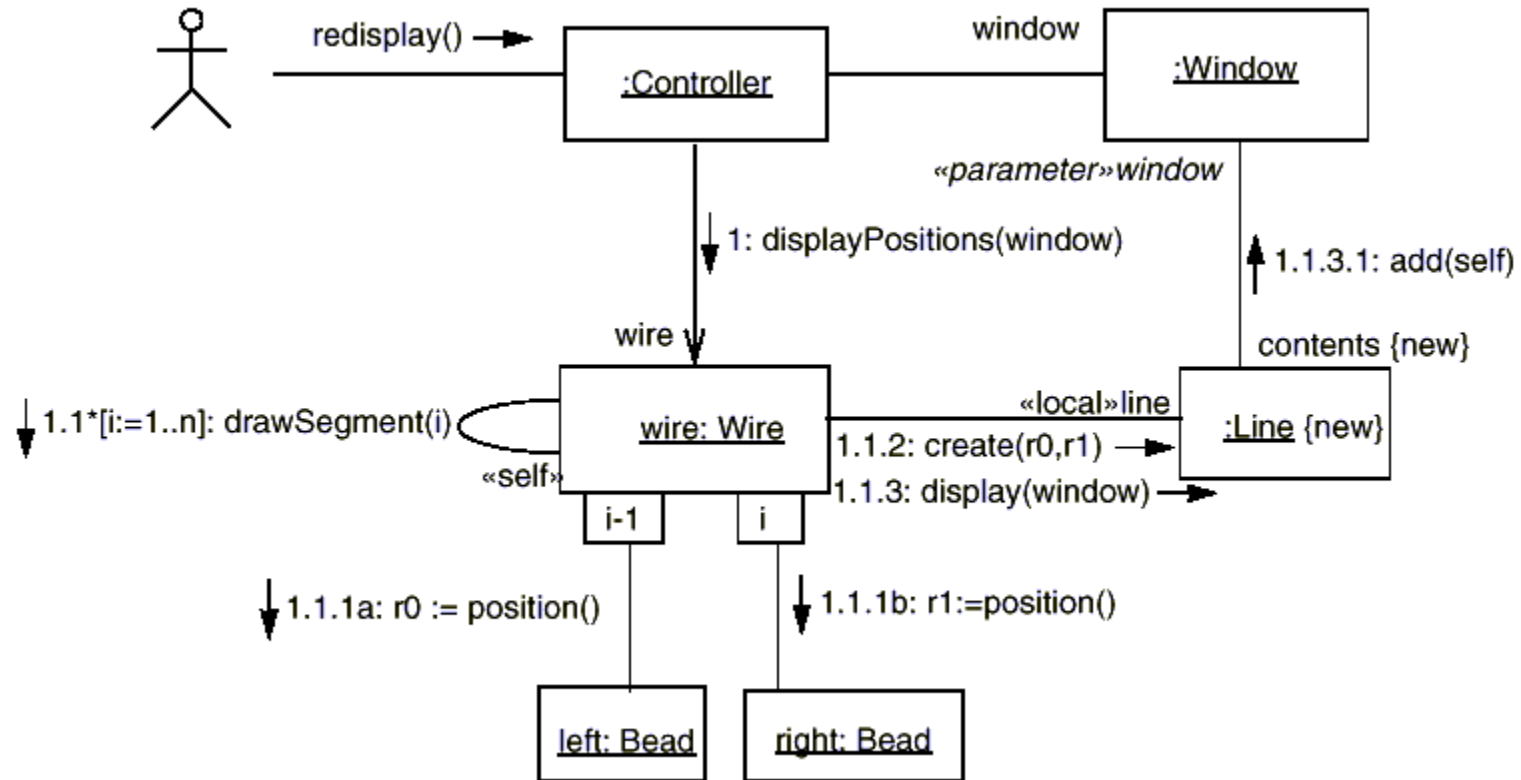 redisplay()
:Controller
window
:Window
«parameter»window
1: displayPositions(window)
1.1.3.1: add(self)
wire
contents {new}
1.1*[i:=1..n]: drawSegment(i)
«self»
wire: Wire
«local»line
:Line {new}
1.1.2: create(r0,r1)
1.1.3: display(window)
i-1
i
1.1.1a: r0 := position()
1.1.1b: r1:=position()
left: Bead
right: Bead